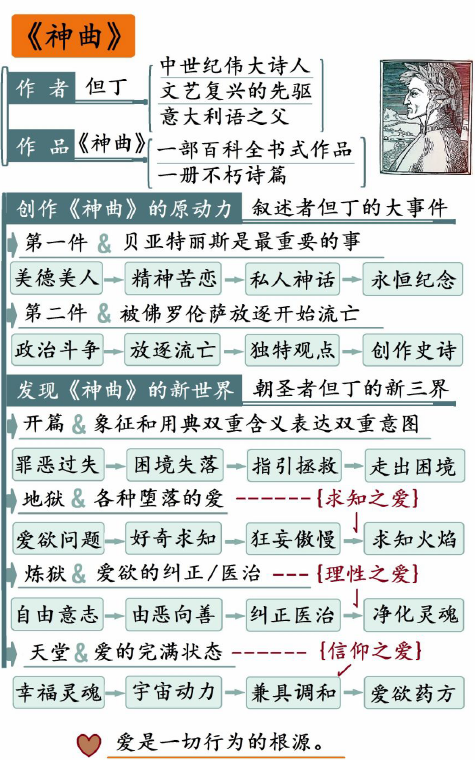 《神曲》
作者 但丁
中世纪伟大诗人
文艺复兴的先驱
意大利语之父
作品《神曲》
一部百科全书式作品
一册不朽诗篇
创作《神曲》的原动力 叙述者但丁的大事件
第一件 & 贝亚特丽斯是最重要的事
美德美人 精神苦恋 私人神话 永恒纪念
第二件 & 被佛罗伦萨放逐开始流亡
政治斗争 放逐流亡 独特观点 创作史诗
发现《神曲》的新世界 朝圣者但丁的新三界
开篇 & 象征和用典双重含义表达双重意图
罪恶过失 困境失落 指引拯救 走出困境
地狱 & 各种堕落的爱 ------ {求知之爱}
爱欲问题 好奇求知 狂妄傲慢 求知火焰
炼狱 & 爱欲的纠正/医治 --- {理性之爱}
自由意志 由恶向善 纠正医治 净化灵魂
天堂 & 爱的完满状态 ------ {信仰之爱}
幸福灵魂 宇宙动力 兼具调和 爱欲药方
爱是一切行为的根源。